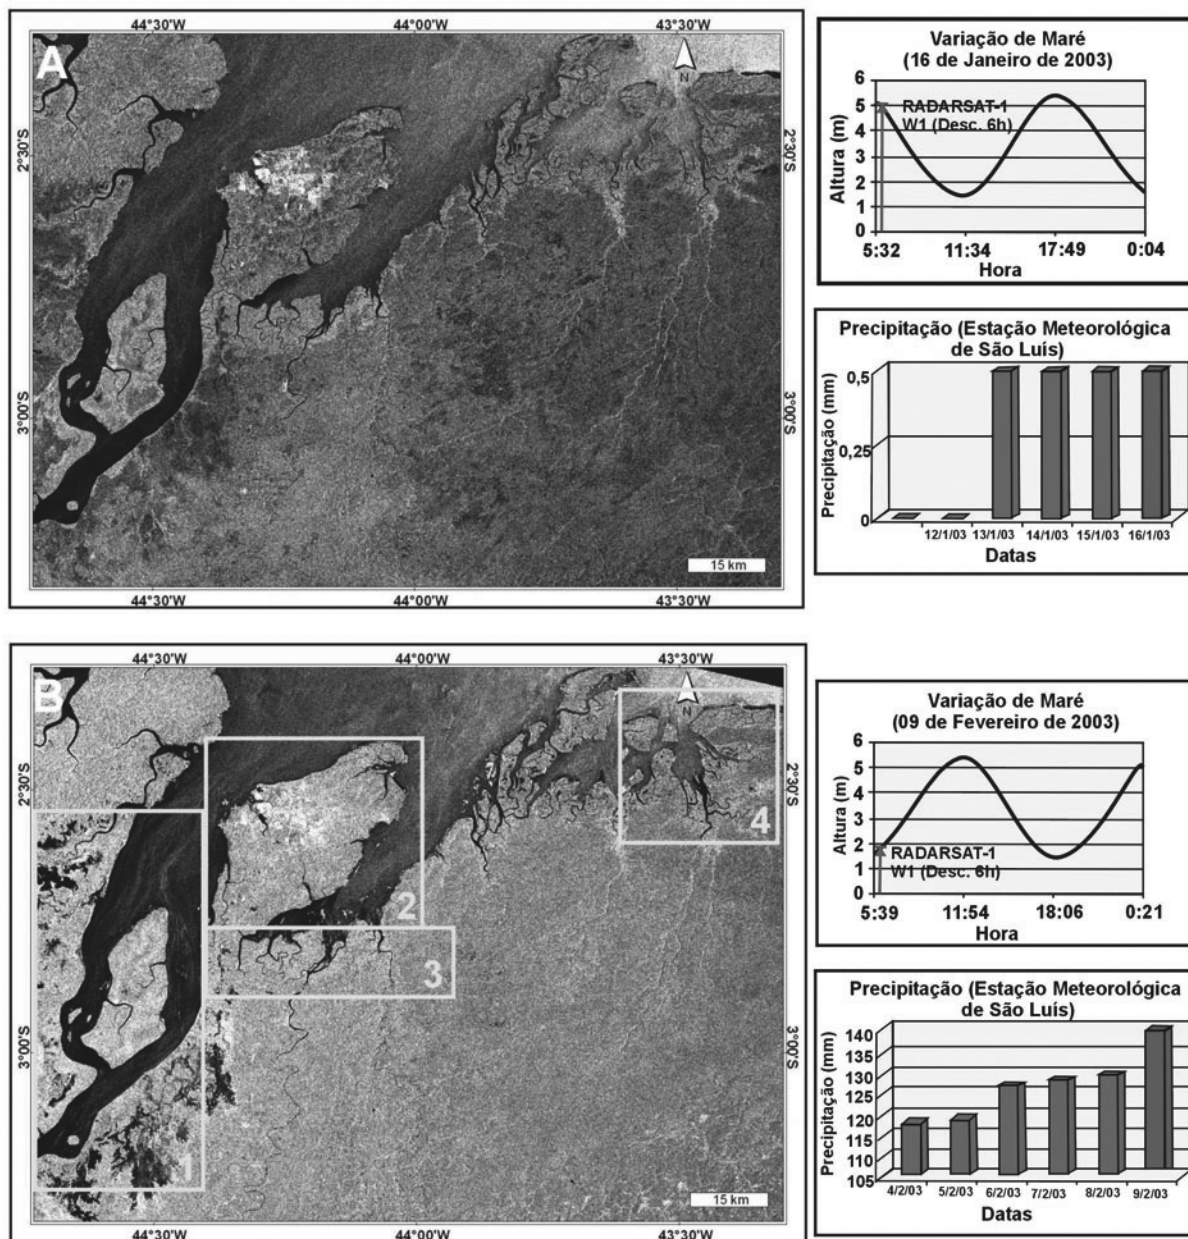 44°30'W 44°00'W 43°30'W
A
N
2°30'S
2°30'S
3°00'S
3°00'S
15 km
44°30'W 44°00'W 43°30'W
Variação de Maré
(16 de Janeiro de 2003)
Altura (m)
6
5
4
3
2
1
0
RADARSAT-1
W1 (Desc. 6h)
5:32 11:34 17:49 0:04
Hora
Precipitação (Estação Meteorológica
de São Luís)
Precipitação (mm)
0,5
0,25
0
12/1/03 13/1/03 14/1/03 15/1/03 16/1/03
Datas
44°30'W 44°00'W 43°30'W
B
N
2°30'S
2°30'S
3°00'S
3°00'S
1
2
3
4
15 km
44°30'W 44°00'W 43°30'W
Variação de Maré
(09 de Fevereiro de 2003)
Altura (m)
6
5
4
3
2
1
0
RADARSAT-1
W1 (Desc. 6h)
5:39 11:54 18:06 0:21
Hora
Precipitação (Estação Meteorológica
de São Luís)
Precipitação (mm)
140
135
130
125
120
115
110
105
4/2/03 5/2/03 6/2/03 7/2/03 8/2/03 9/2/03
Datas